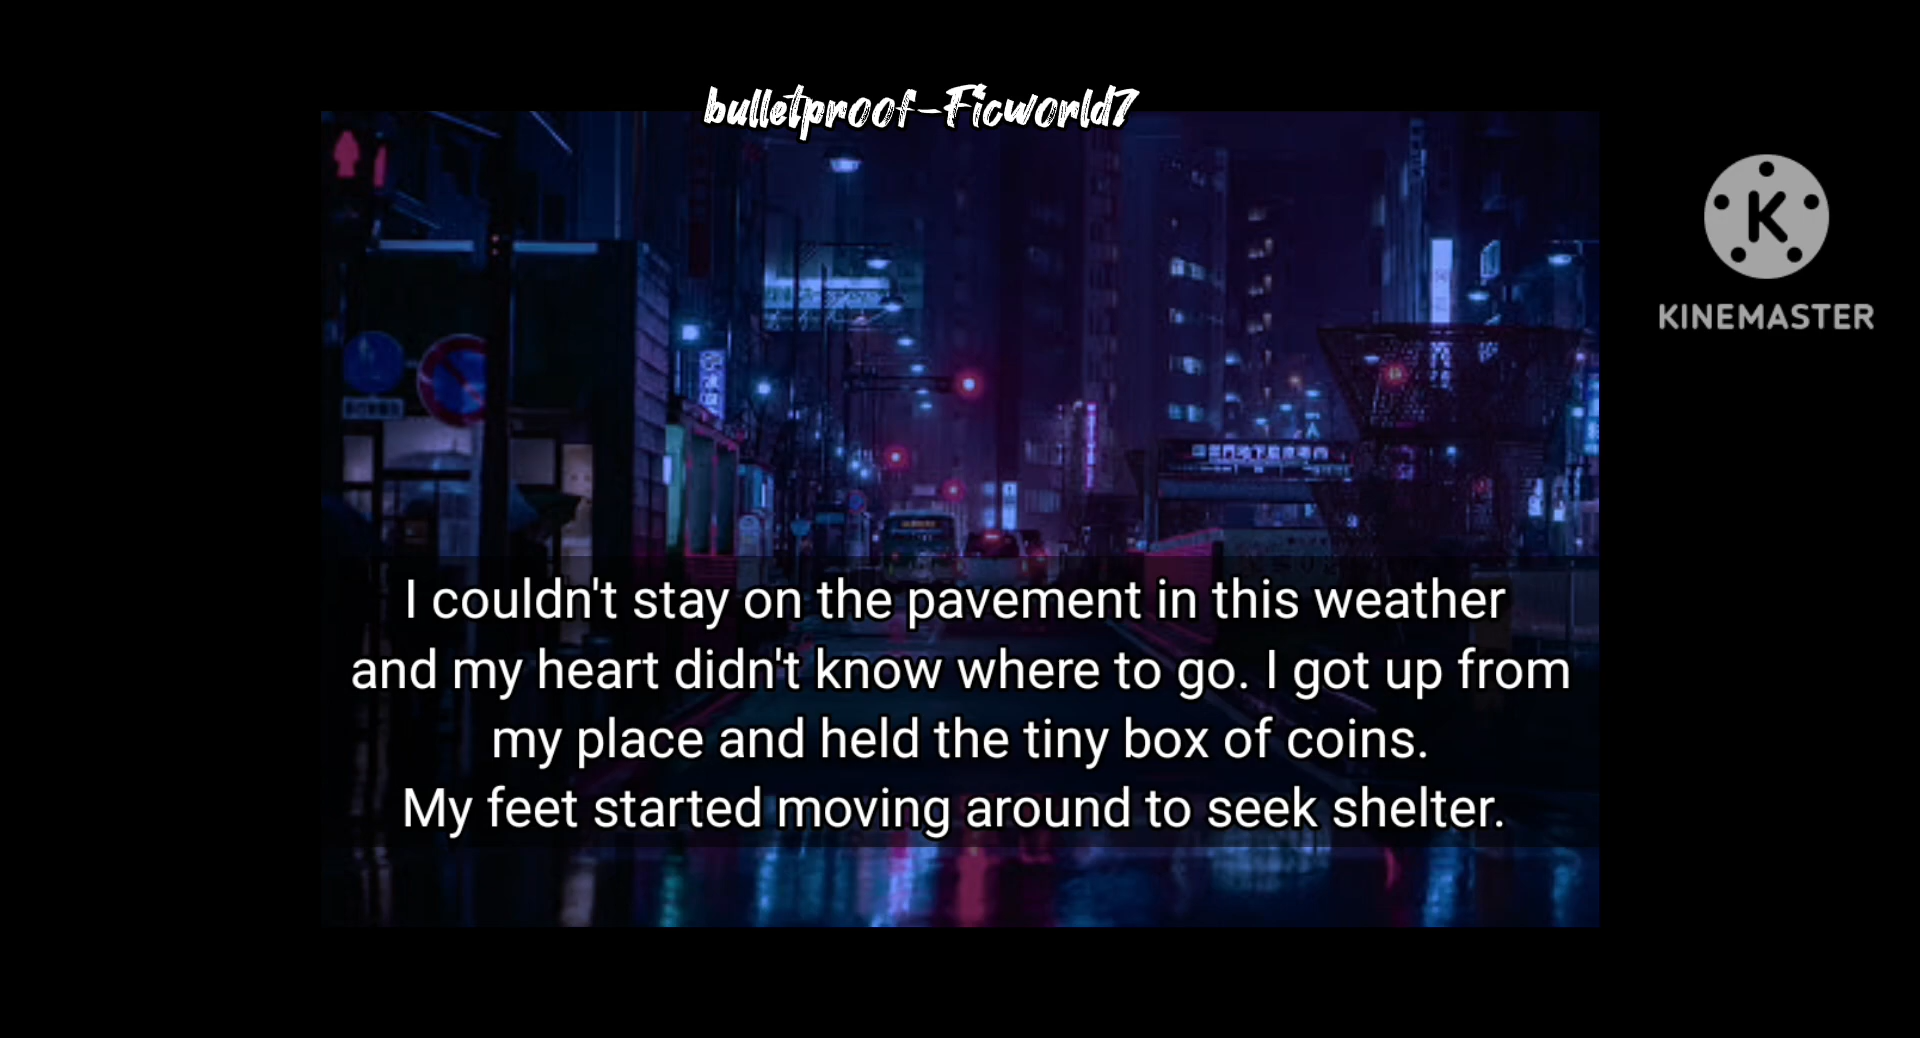 bulletproof-Ficworld7
K
KINEMASTER
I couldn't stay on the pavement in this weather
and my heart didn't know where to go. I got up from
my place and held the tiny box of coins.
My feet started moving around to seek shelter.